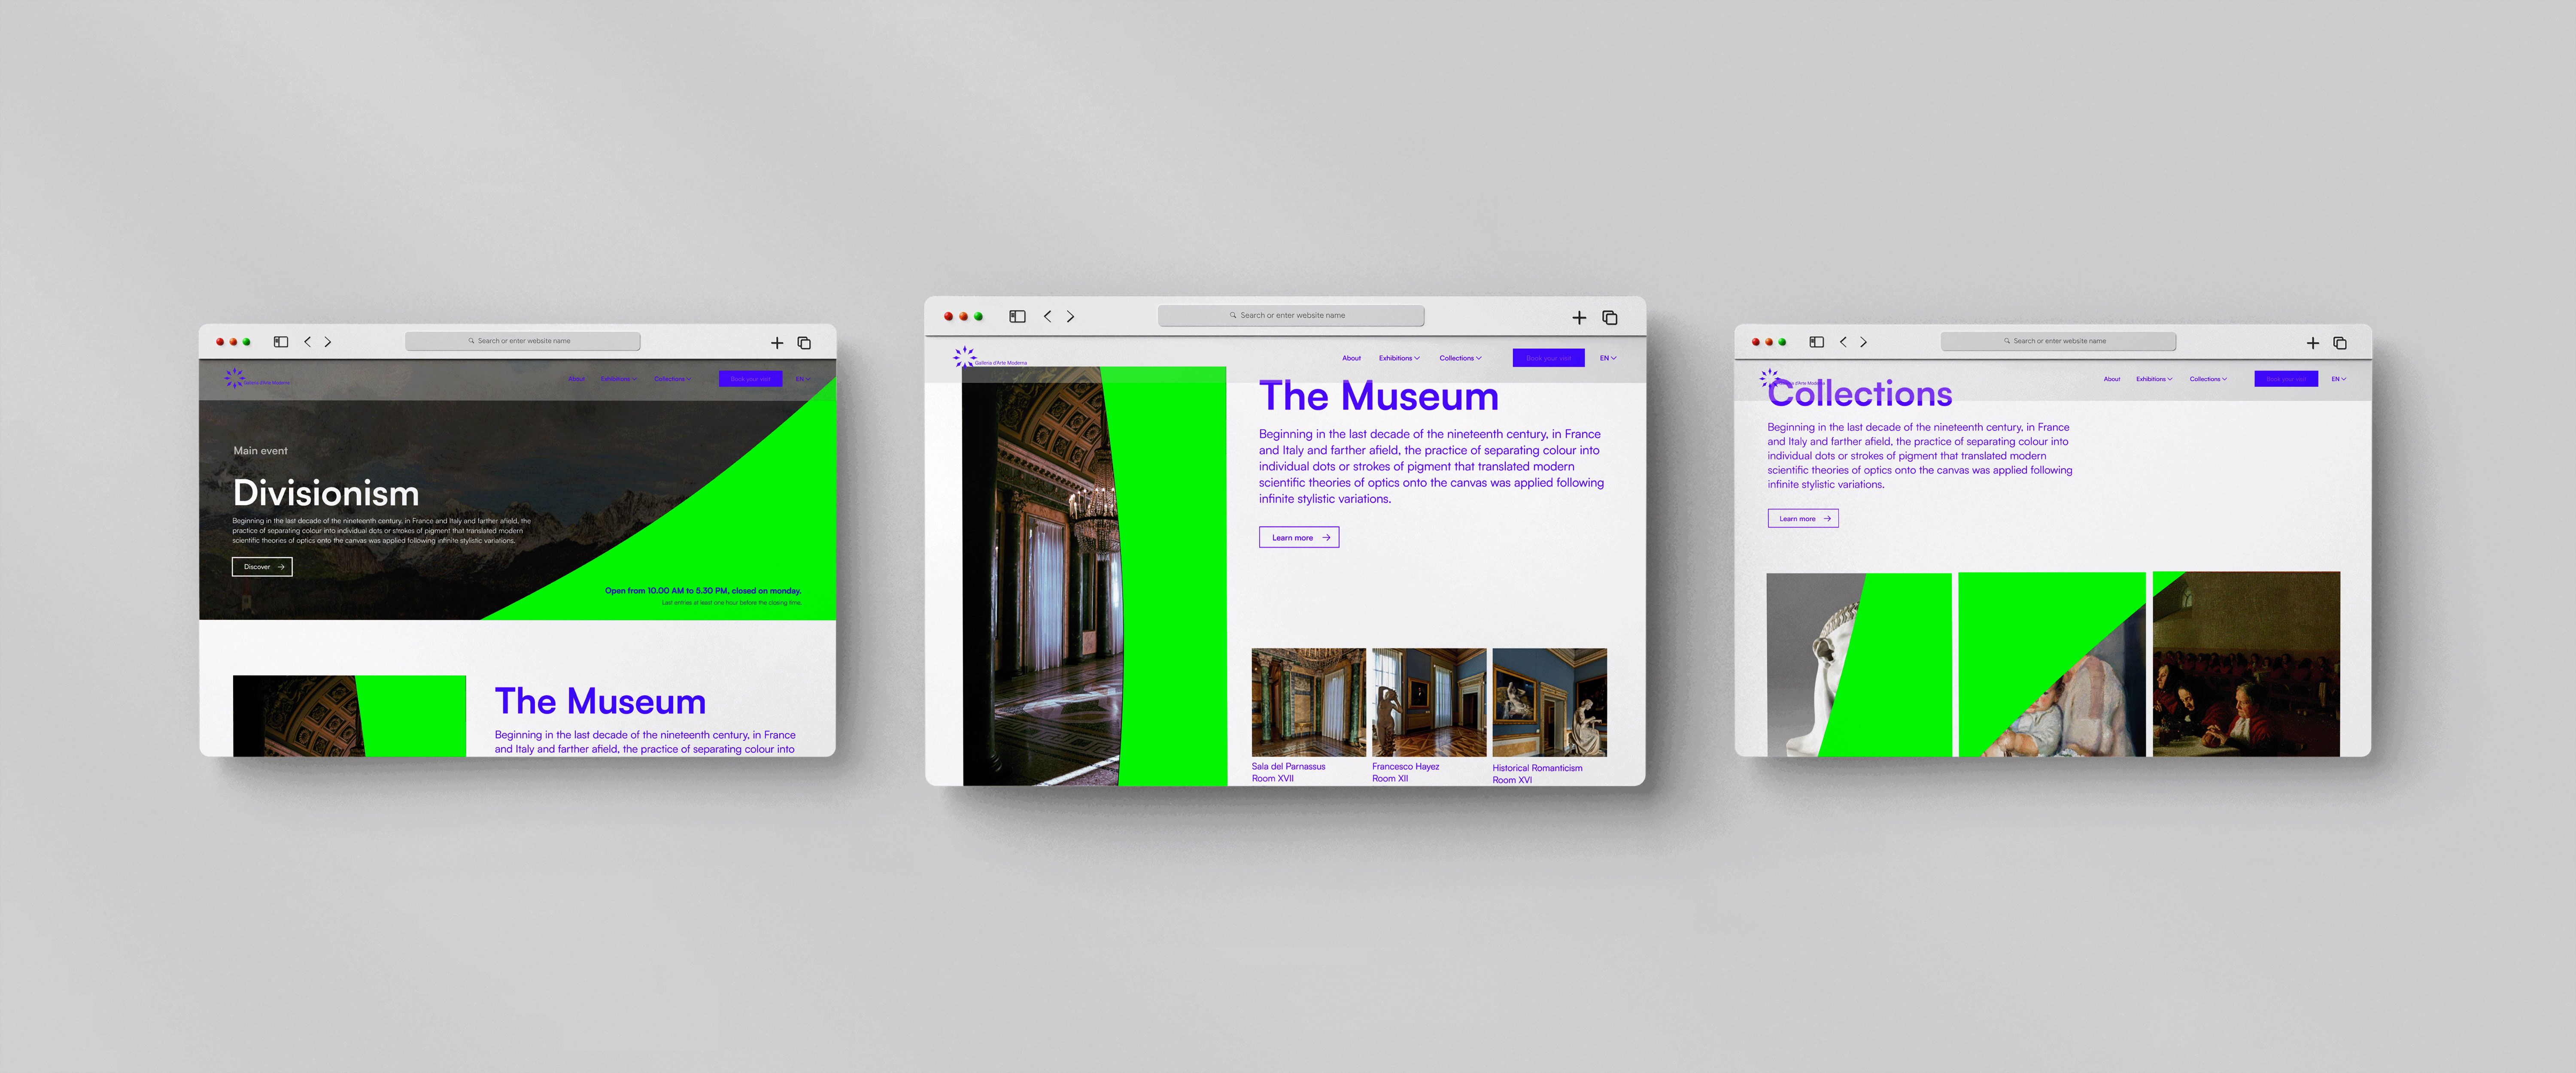 Search or enter website name
Galleria d'Arte Moderna
About
Exhibitions
Collections
Book your visit
EN
Main event
Divisionism
Beginning in the last decade of the nineteenth century, in France and Italy and farther afield, the
practice of separating colour into individual dots or strokes of pigment that translated modern
scientific theories of optics onto the canvas was applied following infinite stylistic variations.
Discover
Open from 10.00 AM to 5.30 PM, closed on monday.
Last entries at least one hour before the closing time.
The Museum
Beginning in the last decade of the nineteenth century, in France
and Italy and farther afield, the practice of separating colour into
Search or enter website name
Galleria d'Arte Moderna
About
Exhibitions
Collections
Book your visit
EN
The Museum
Beginning in the last decade of the nineteenth century, in France
and Italy and farther afield, the practice of separating colour into
individual dots or strokes of pigment that translated modern
scientific theories of optics onto the canvas was applied following
infinite stylistic variations.
Learn more
Sala del Parnassus
Room XVII
Francesco Hayez
Room XII
Historical Romanticism
Room XVI
Search or enter website name
d'Arte Moderna
About
Exhibitions
Collections
Book your visit
EN
Collections
Beginning in the last decade of the nineteenth century, in France
and Italy and farther afield, the practice of separating colour into
individual dots or strokes of pigment that translated modern
scientific theories of optics onto the canvas was applied following
infinite stylistic variations.
Learn more